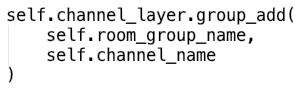 self.channel_layer.group_add(
    self.room_group_name,
    self.channel_name
)